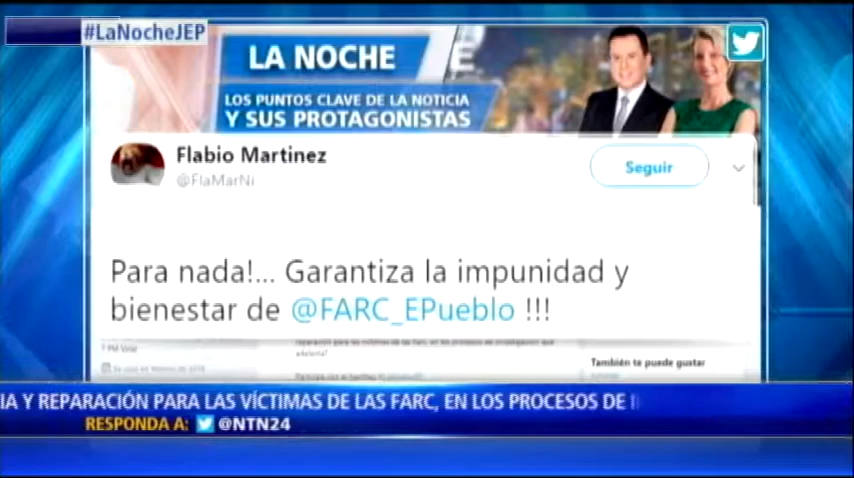 #LaNocheJEP
LA NOCHE
LOS PUNTOS CLAVE DE LA NOTICIA
Y SUS PROTAGONISTAS
Flabio Martinez
@FlaMarNi
Seguir
Para nada!... Garantiza la impunidad y
bienestar de @FARC_EPueblo !!!
También te puede gustar
IA Y REPARACIÓN PARA LAS VÍCTIMAS DE LAS FARC, EN LOS PROCESOS DE
RESPONDA A: @NTN24